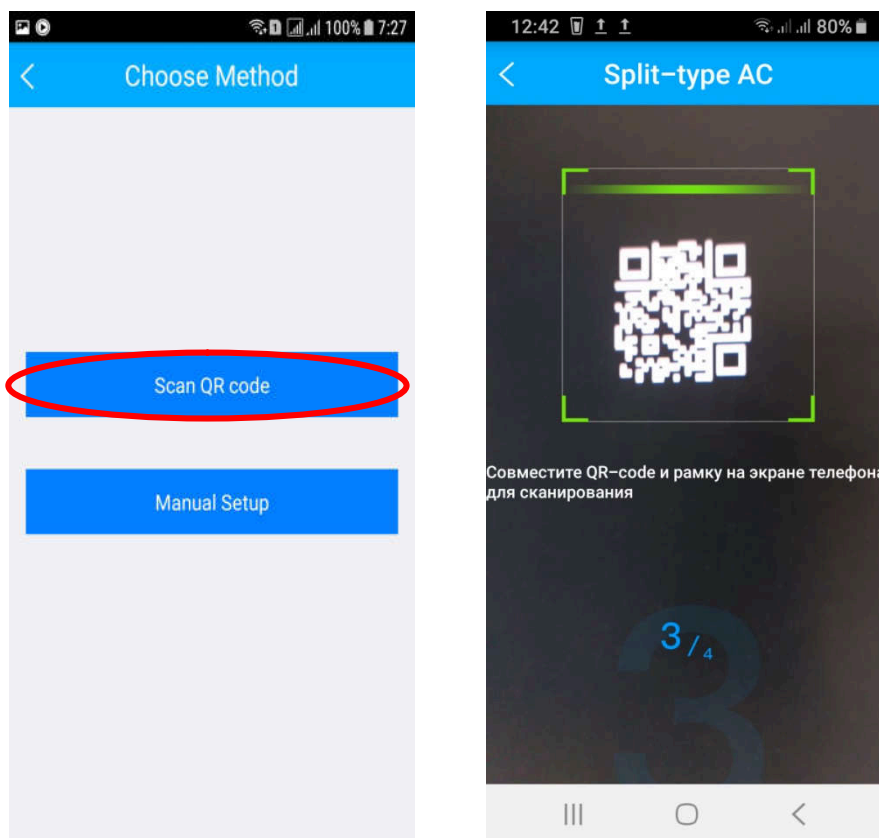 100% 7:27
Choose Method
Scan QR code
Manual Setup
12:42 80%
Split-type AC
Совместите QR-code и рамку на экране телефона
для сканирования
3/4
3